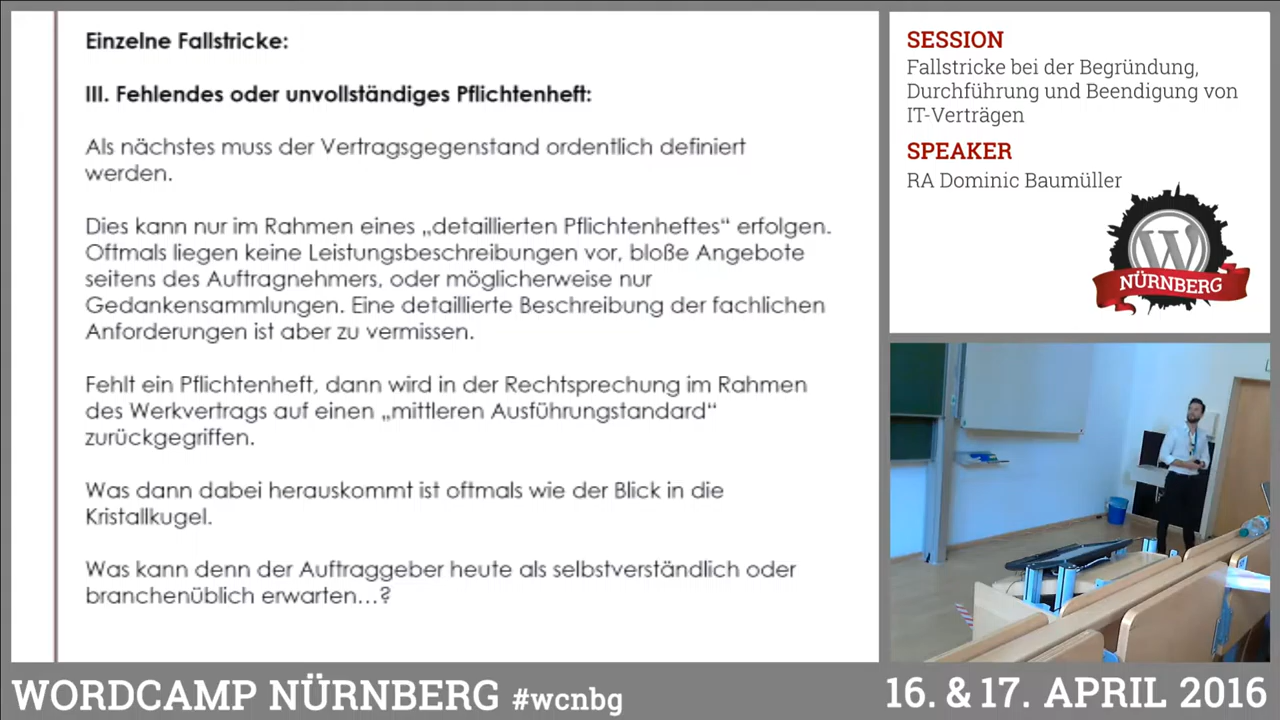 Einzelne Fallstricke:
III. Fehlendes oder unvollständiges Pflichtenheft:
Als nächstes muss der Vertragsgegenstand ordentlich definiert
werden.
Dies kann nur im Rahmen eines „detaillierten Pflichtenheftes“ erfolgen.
Oftmals liegen keine Leistungsbeschreibungen vor, bloße Angebote
seitens des Auftragnehmers, oder möglicherweise nur
Gedankensammlungen. Eine detaillierte Beschreibung der fachlichen
Anforderungen ist aber zu vermissen.
Fehlt ein Pflichtenheft, dann wird in der Rechtsprechung im Rahmen
des Werkvertrags auf einen „mittleren Ausführungstandard“
zurückgegriffen.
Was dann dabei herauskommt ist oftmals wie der Blick in die
Kristallkugel.
Was kann denn der Auftraggeber heute als selbstverständlich oder
branchenüblich erwarten...?
SESSION
Fallstricke bei der Begründung,
Durchführung und Beendigung von
IT-Verträgen
SPEAKER
RA Dominic Baumüller
W
NÜRNBERG
WORDCAMP NÜRNBERG #wcnbg
16. & 17. APRIL 2016